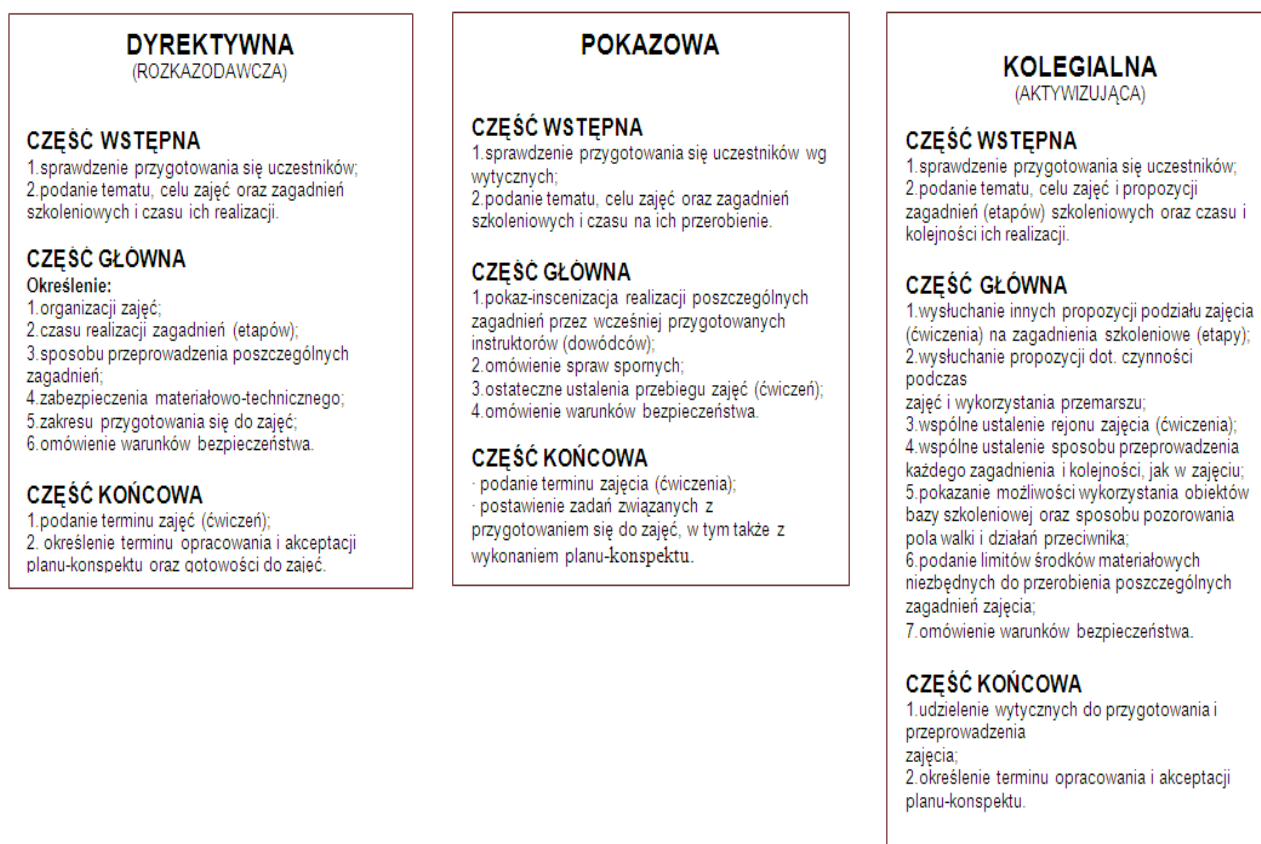 DYREKTYWNA
(ROZKAZODAWCZA)
CZĘŚĆ WSTĘPNA
1.sprawdzenie przygotowania się uczestników;
2.podanie tematu, celu zajęć oraz zagadnień
szkoleniowych i czasu ich realizacji.
CZĘŚĆ GŁÓWNA
Określenie:
1.organizacji zajęć;
2.czasu realizacji zagadnień (etapów);
3.sposobu przeprowadzenia poszczególnych
zagadnień;
4.zabezpieczenia materiałowo-technicznego;
5.zakresu przygotowania się do zajęć;
6.omówienie warunków bezpieczeństwa.
CZĘŚĆ KOŃCOWA
1.podanie terminu zajęć (ćwiczeń);
2. określenie terminu opracowania i akceptacji
planu-konspektu oraz gotowości do zajęć.
POKAZOWA
CZĘŚĆ WSTĘPNA
1.sprawdzenie przygotowania się uczestników wg
wytycznych;
2.podanie tematu, celu zajęć oraz zagadnień
szkoleniowych i czasu na ich przerobienie.
CZĘŚĆ GŁÓWNA
1.pokaz-inscenizacja realizacji poszczególnych
zagadnień przez wcześniej przygotowanych
instruktorów (dowódców);
2.omówienie spraw spornych;
3.ostateczne ustalenia przebiegu zajęć (ćwiczeń);
4.omówienie warunków bezpieczeństwa.
CZĘŚĆ KOŃCOWA
· podanie terminu zajęcia (ćwiczenia);
· postawienie zadań związanych z
przygotowaniem się do zajęć, w tym także z
wykonaniem planu-konspektu.
KOLEGIALNA
(AKTYWIZUJĄCA)
CZĘŚĆ WSTĘPNA
1.sprawdzenie przygotowania się uczestników;
2.podanie tematu, celu zajęć i propozycji
zagadnień (etapów) szkoleniowych oraz czasu i
kolejności ich realizacji.
CZĘŚĆ GŁÓWNA
1.wysłuchanie innych propozycji podziału zajęcia
(ćwiczenia) na zagadnienia szkoleniowe (etapy);
2.wysłuchanie propozycji dot. czynności
podczas
zajęć i wykorzystania przemarszu;
3.wspólne ustalenie rejonu zajęcia (ćwiczenia);
4.wspólne ustalenie sposobu przeprowadzenia
każdego zagadnienia i kolejności, jak w zajęciu;
5.pokazanie możliwości wykorzystania obiektów
bazy szkoleniowej oraz sposobu pozorowania
pola walki i działań przeciwnika;
6.podanie limitów środków materiałowych
niezbędnych do przerobienia poszczególnych
zagadnień zajęcia;
7.omówienie warunków bezpieczeństwa.
CZĘŚĆ KOŃCOWA
1.udzielenie wytycznych do przygotowania i
przeprowadzenia
zajęcia;
2.określenie terminu opracowania i akceptacji
planu-konspektu.